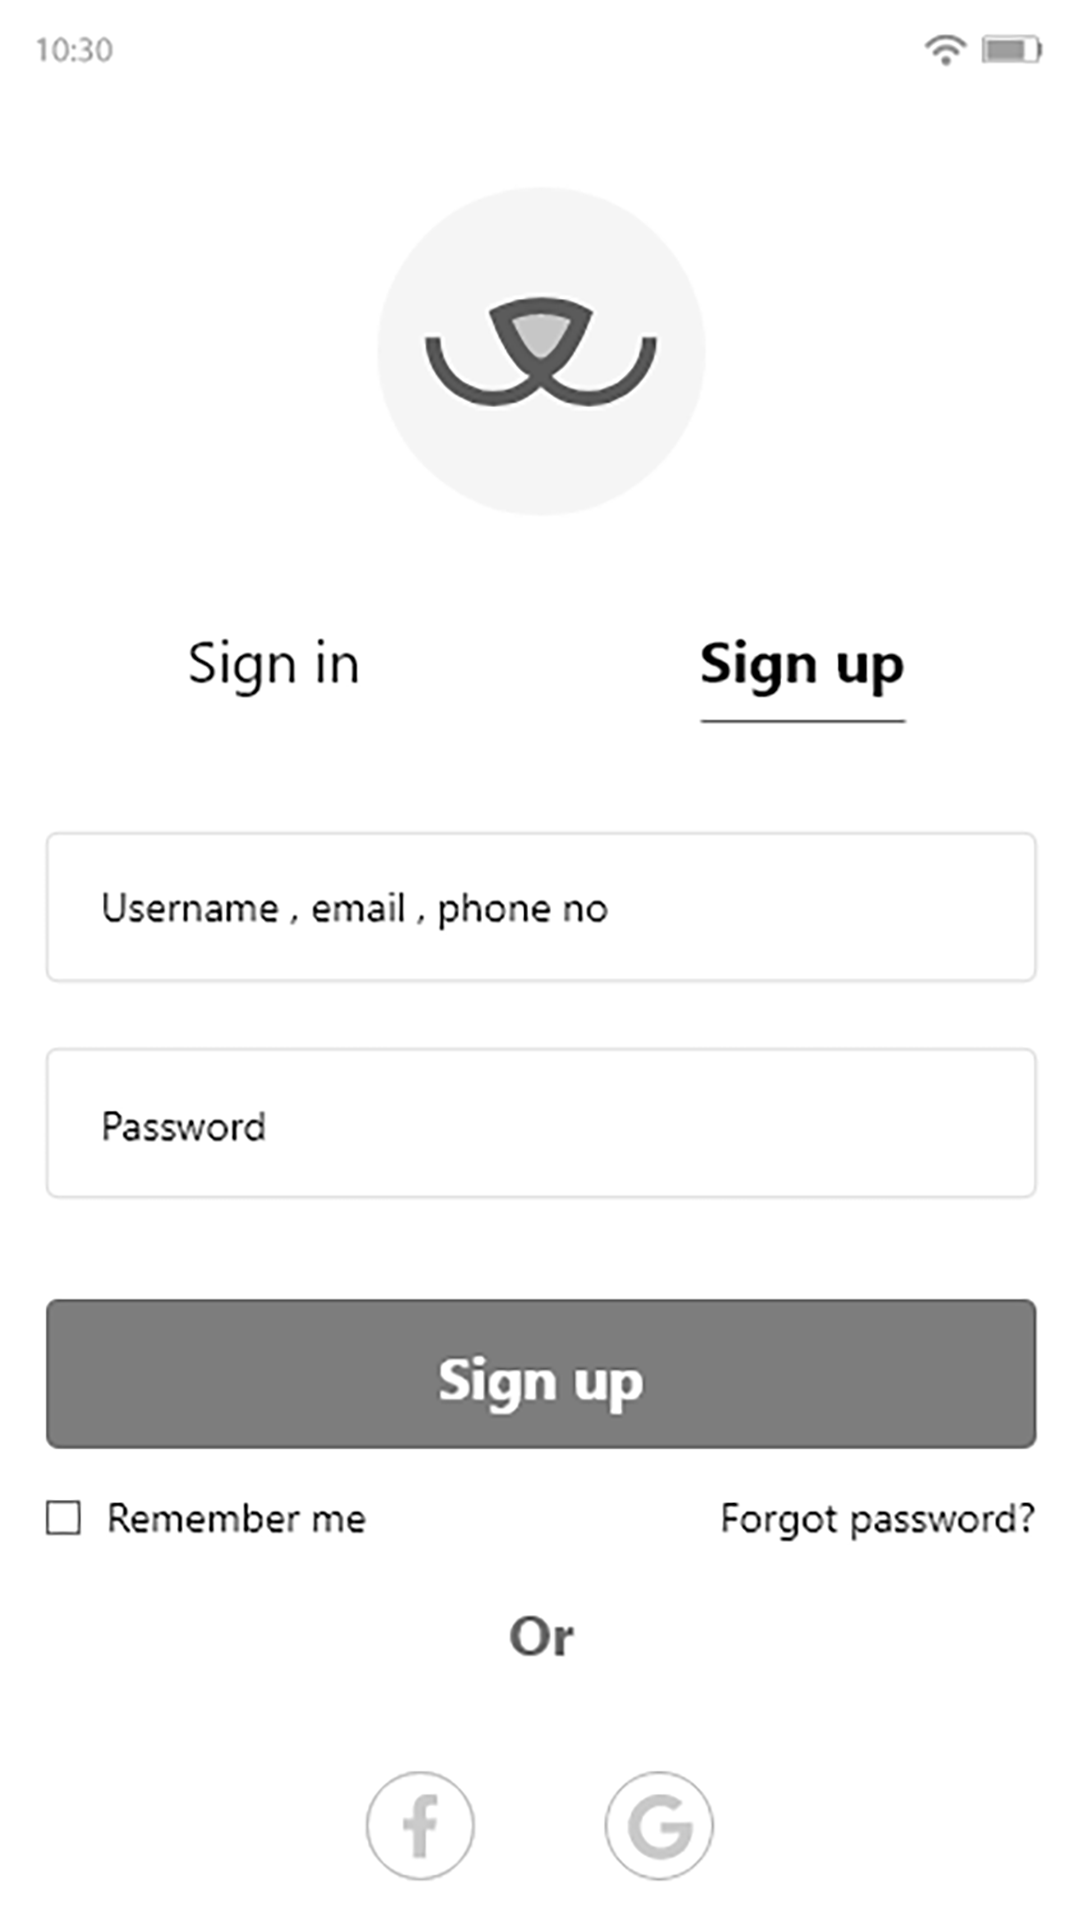 10:30
Sign in
Sign up
Username , email , phone no
Password
Sign up
Remember me
Forgot password?
Or
f
G